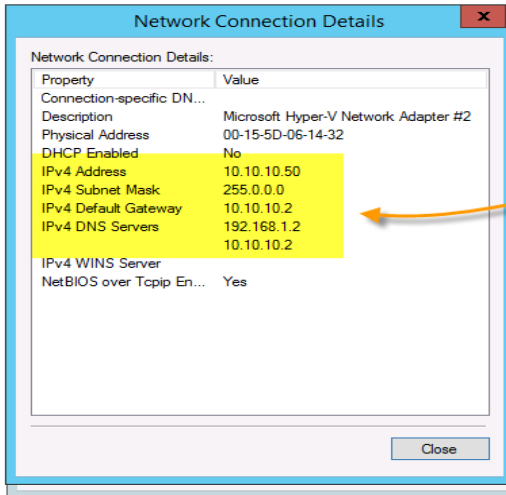 Network Connection Details
x
Network Connection Details:
Property Value
Connection-specific DN...
Description Microsoft Hyper-V Network Adapter #2
Physical Address 00-15-5D-06-14-32
DHCP Enabled No
IPv4 Address 10.10.10.50
IPv4 Subnet Mask 255.0.0.0
IPv4 Default Gateway 10.10.10.2
IPv4 DNS Servers 192.168.1.2
10.10.10.2
IPv4 WINS Server
NetBIOS over Tcpip En... Yes
Close